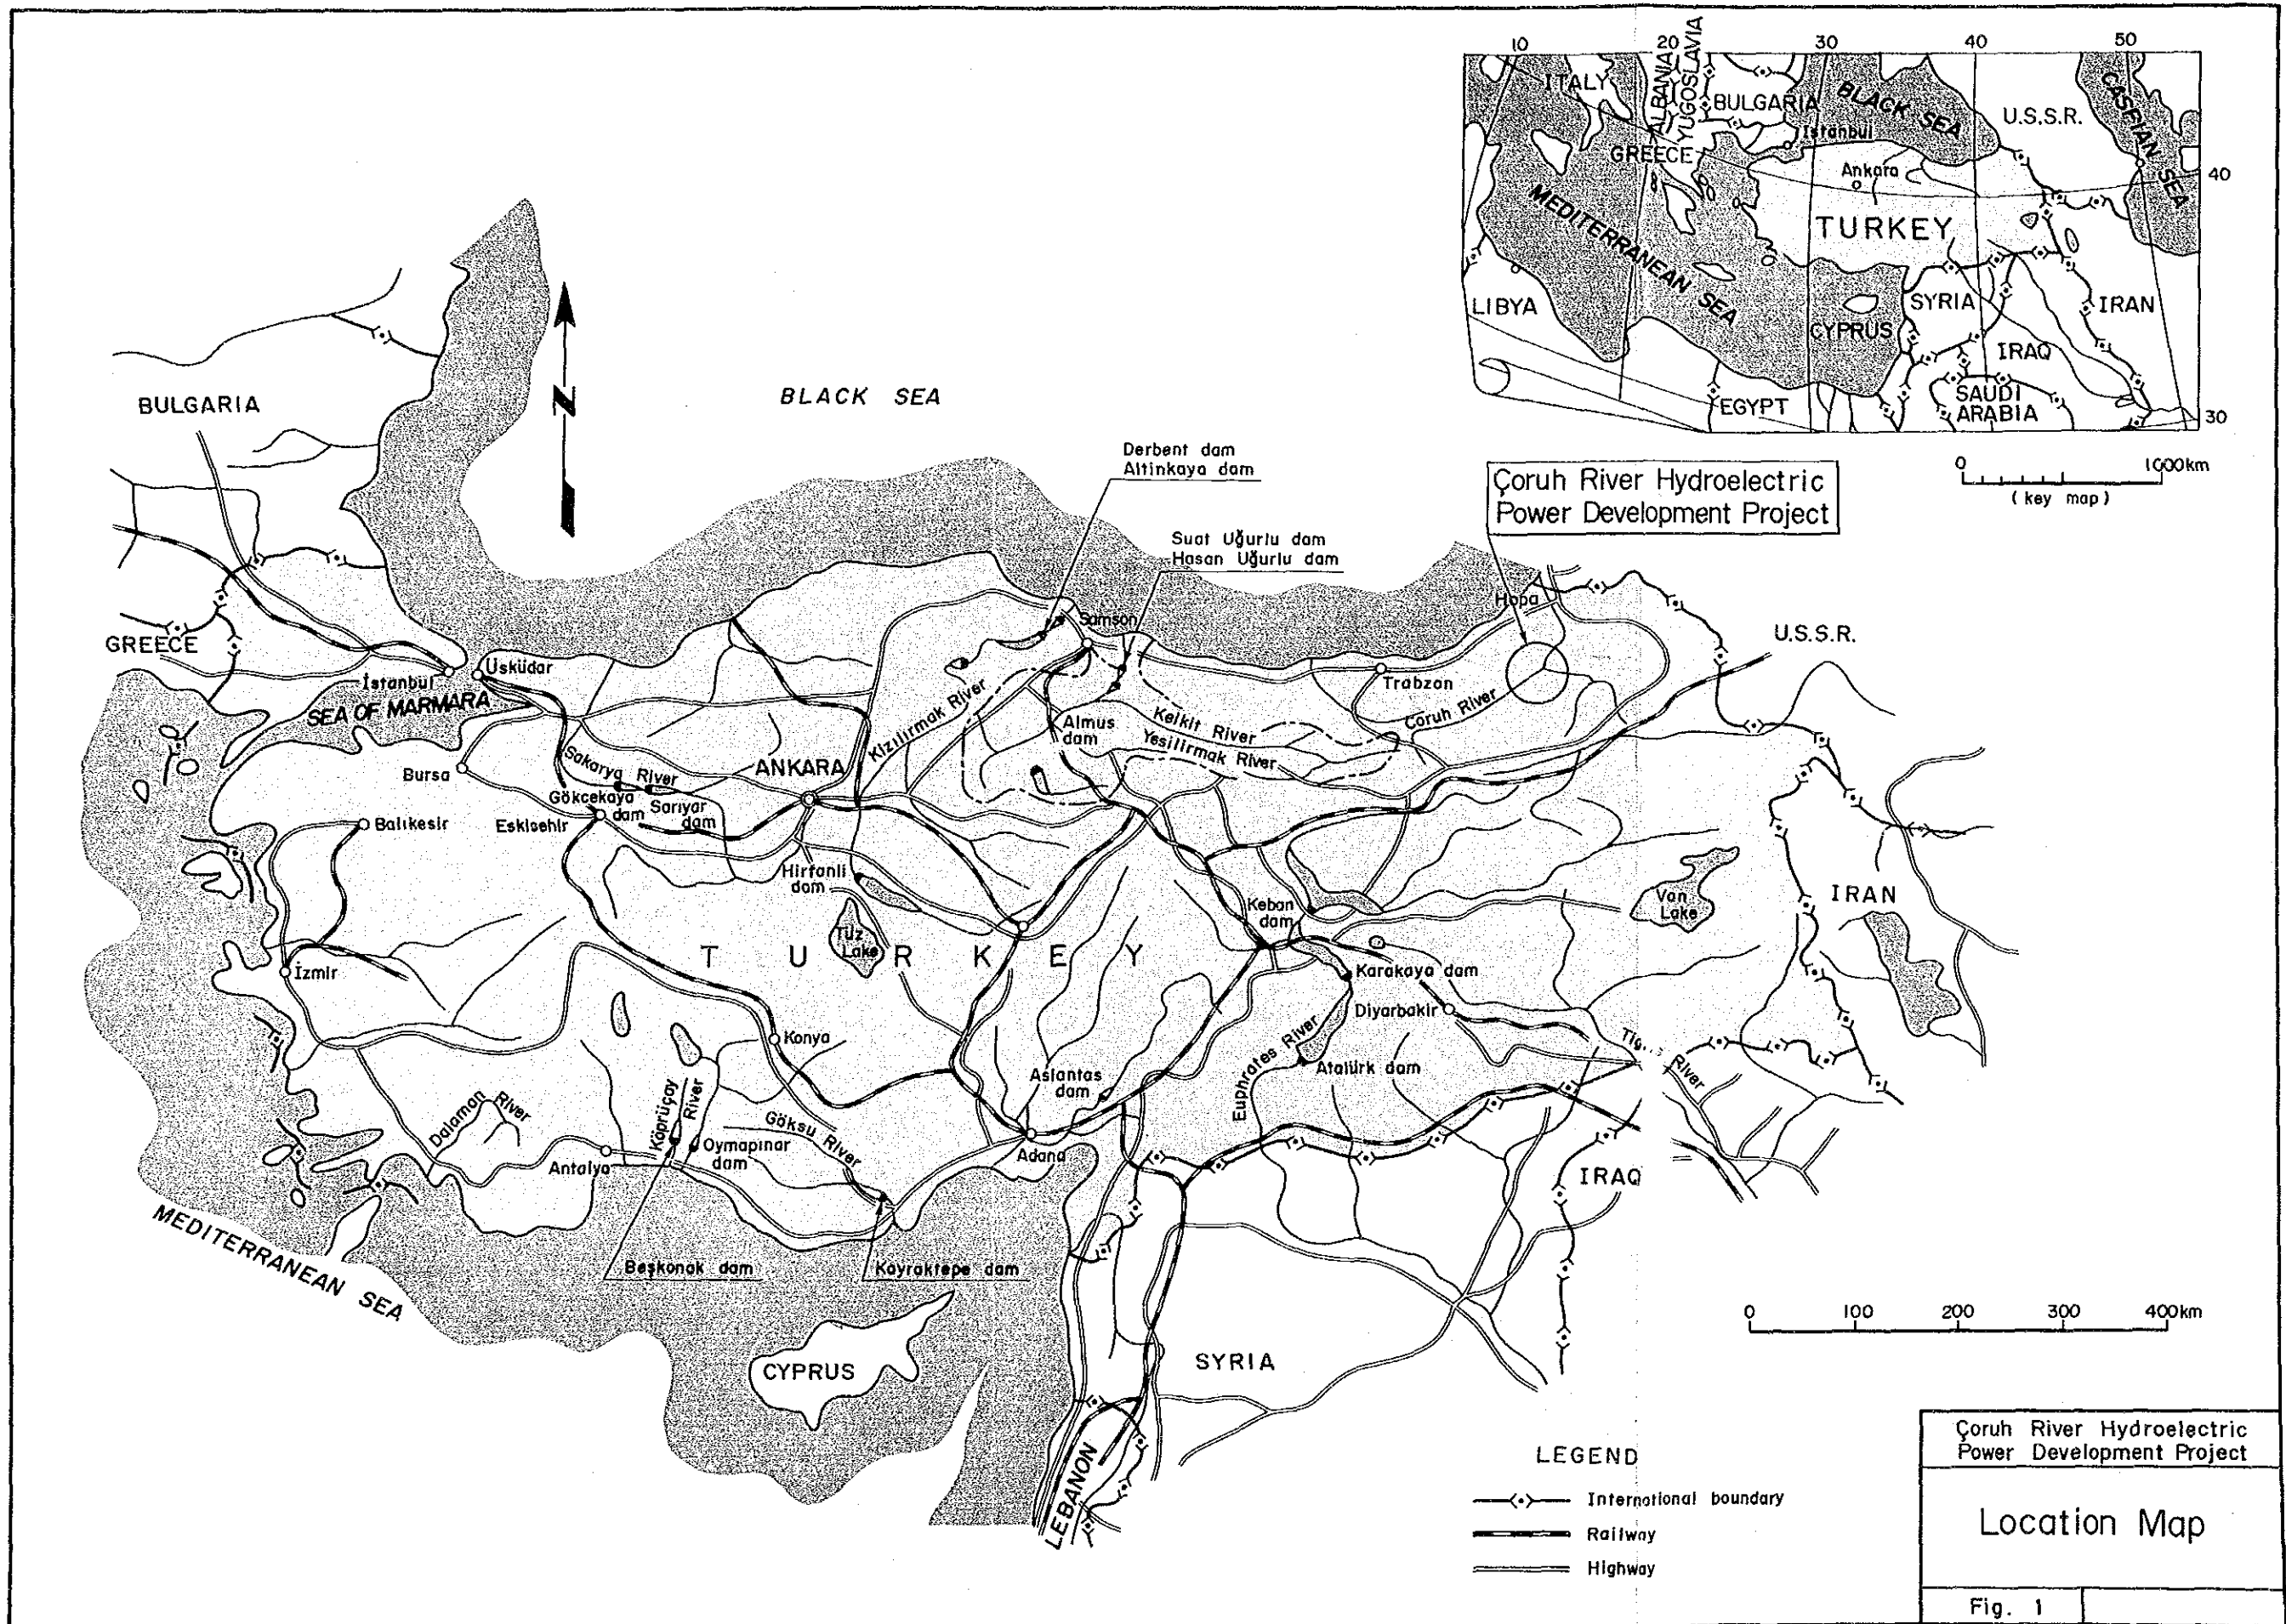 10
20
30
40
50
ITALY
ALBANIA
YUGOSLAVIA
BULGARIA
BLACK SEA
U.S.S.R.
CASPIAN SEA
İstanbul
GREECE
Ankara
40
TURKEY
MEDITERRANEAN SEA
LIBYA
SYRIA
IRAN
CYPRUS
IRAQ
SAUDI
ARABIA
EGYPT
30
0 1000km
(key map)
Çoruh River Hydroelectric
Power Development Project
N
BULGARIA
BLACK SEA
Derbent dam
Altinkaya dam
Suat Uğurlu dam
Hasan Uğurlu dam
Hopa
Samson
U.S.S.R.
GREECE
Usküdar
İstanbul
SEA OF MARMARA
Trabzon
Çoruh River
Kızılırmak River
Almus
dam
Kelkit River
Yesilirmak River
Sakarya River
ANKARA
Bursa
Gökcekaya
dam
Sarıyar
dam
Balıkesir
Eskisehir
Hirfanli
dam
Van
Lake
IRAN
Keban
dam
Tüz
Lake
TURKEY
İzmir
Karakaya dam
Diyarbakir
Konya
Tigris River
Euphrates River
Atatürk dam
Aslantas
dam
Dalaman River
Köprüçay
River
Göksu River
Oymapınar
dam
Antalya
Adana
IRAQ
MEDITERRANEAN SEA
Beşkonak dam
Kayraktepe dam
0 100 200 300 400km
CYPRUS
SYRIA
LEBANON
LEGEND
International boundary
Railway
Highway
Çoruh River Hydroelectric
Power Development Project
Location Map
Fig. 1